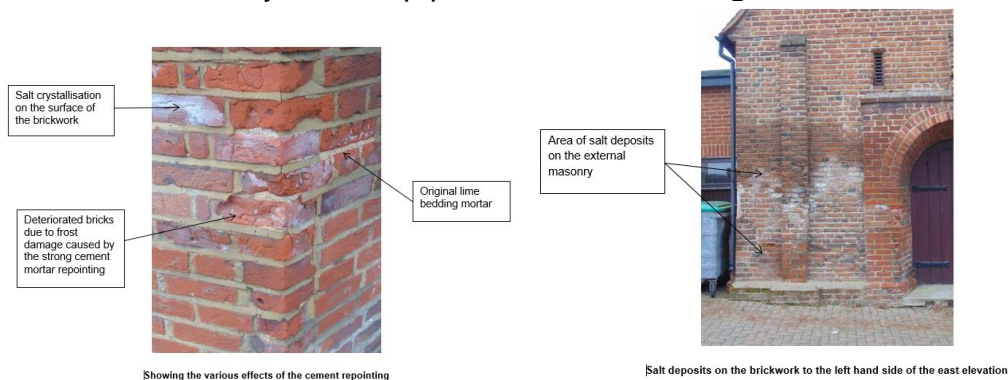 Salt crystallisation
on the surface of
the brickwork
Deteriorated bricks
due to frost
damage caused by
the strong cement
mortar repointing
Original lime
bedding mortar
Showing the various effects of the cement repointing
Area of salt deposits
on the external
masonry
Salt deposits on the brickwork to the left hand side of the east elevation